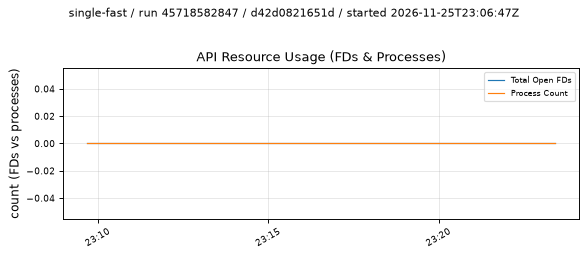 single-fast / run 45718582847 / d42d0821651d / started 2026-11-25T23:06:47Z
API Resource Usage (FDs & Processes)
count (FDs vs processes)
0.04
0.02
0.00
−0.02
−0.04
Total Open FDs
Process Count
23:10
23:15
23:20